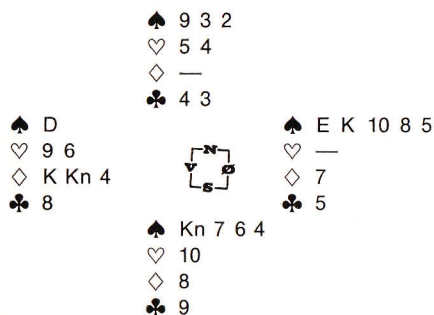 ♠ 9 3 2
♡ 5 4
♢ —
♣ 4 3
♠ D
♡ 9 6
♢ K Kn 4
♣ 8
N
V Ø
S
♠ E K 10 8 5
♡ —
♢ 7
♣ 5
♠ Kn 7 6 4
♡ 10
♢ 8
♣ 9